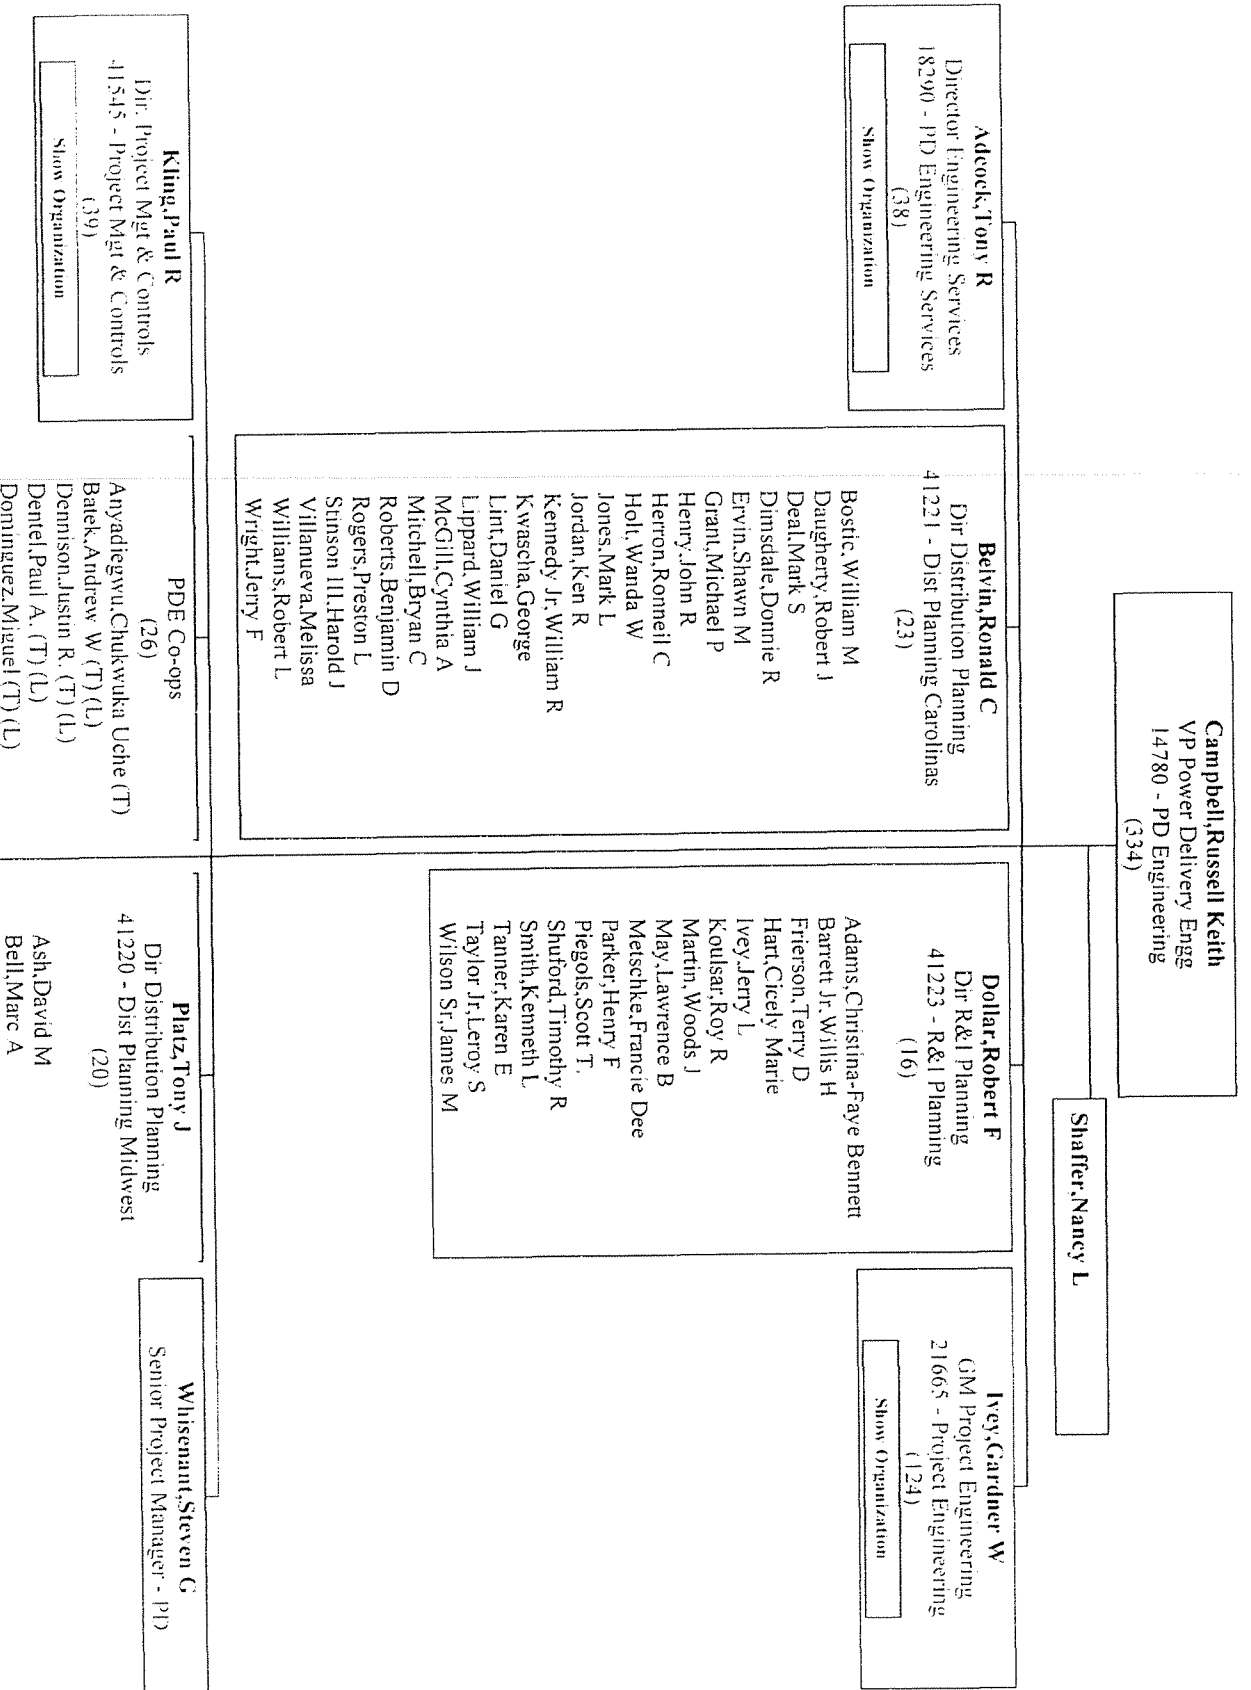 Campbell,Russell Keith
VP Power Delivery Engg
14780 - PD Engineering
(334)
Shaffer,Nancy L
Adcock,Tony R
Director Engineering Services
18290 - PD Engineering Services
(38)
Show Organization
Belvin,Ronald C
Dir Distribution Planning
41221 - Dist Planning Carolinas
(23)
Bostic,William M
Daugherty,Robert J
Deal,Mark S
Dimsdale,Donnie R
Ervin,Shawn M
Grant,Michael P
Henry,John R
Herron,Ronneil C
Holt,Wanda W
Jones,Mark L
Jordan,Ken R
Kennedy Jr,William R
Kwascha,George
Lint,Daniel G
Lippard,William J
McGill,Cynthia A
Mitchell,Bryan C
Roberts,Benjamin D
Rogers,Preston L
Stinson III,Harold J
Villanueva,Melissa
Williams,Robert L
Wright,Jerry F
Dollar,Robert F
Dir R&I Planning
41223 - R&I Planning
(16)
Adams,Christina-Faye Bennett
Barrett Jr,Willis H
Frierson,Terry D
Hart,Cicely Marie
Ivey,Jerry L
Koulsar,Roy R
Martin,Woods J
May,Lawrence B
Metschke,Francie Dee
Parker,Henry F
Piegols,Scott T.
Shuford,Timothy R
Smith,Kenneth L
Tanner,Karen E
Taylor Jr,Leroy S
Wilson Sr,James M
Ivey,Gardner W
GM Project Engineering
21665 - Project Engineering
(124)
Show Organization
Kling,Paul R
Dir. Project Mgt & Controls
41545 - Project Mgt & Controls
(39)
Show Organization
PDE Co-ops
(26)
Anyadiegwu,Chukwuka Uche (T)
Batek,Andrew W (T) (L)
Dennison,Justin R. (T) (L)
Dentel,Paul A. (T) (L)
Dominguez,Miguel (T) (L)
Platz,Tony J
Dir Distribution Planning
41220 - Dist Planning Midwest
(20)
Ash,David M
Bell,Marc A
Whisenant,Steven G
Senior Project Manager - PD